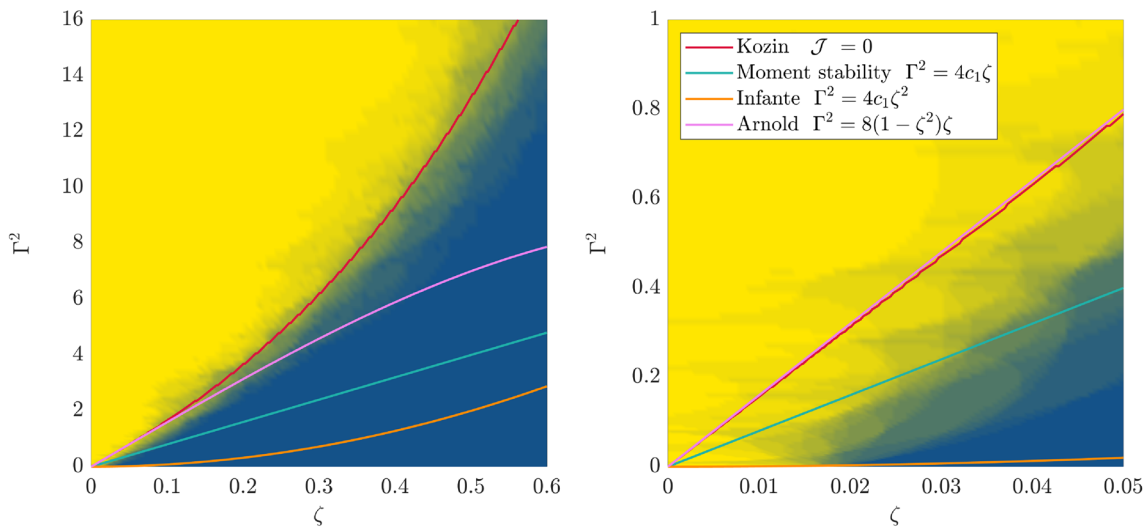 16
14
12
10
8
6
4
2
0
Γ²
0 0.1 0.2 0.3 0.4 0.5 0.6
ζ
1
0.8
0.6
0.4
0.2
0
Γ²
Kozin 𝒥 = 0
Moment stability Γ² = 4c₁ζ
Infante Γ² = 4c₁ζ²
Arnold Γ² = 8(1 − ζ²)ζ
0 0.01 0.02 0.03 0.04 0.05
ζ